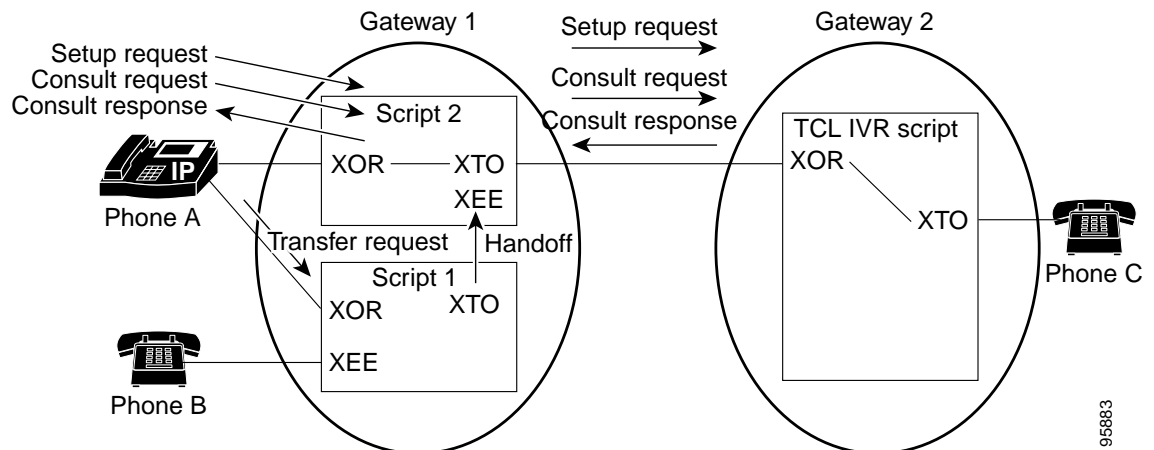 Gateway 1
Setup request
Gateway 2
Setup request
Consult request
Consult response
Consult request
Consult response
Script 2
TCL IVR script
IP
XOR
XTO
XOR
XEE
XTO
Phone A
Transfer request
Handoff
Phone C
Script 1
XOR
XTO
XEE
Phone B
95883